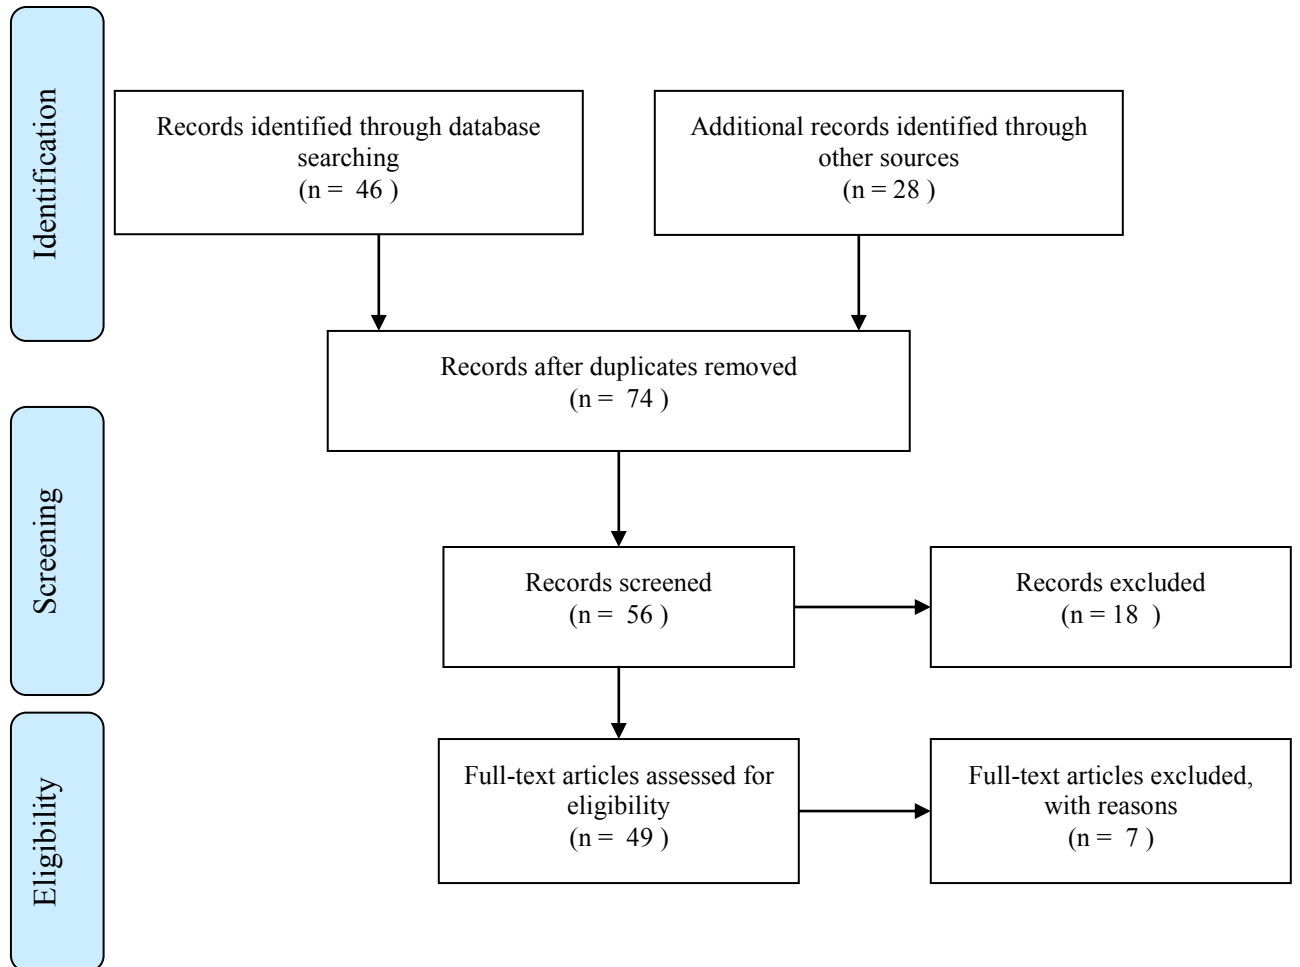 Identification
Records identified through database
searching
(n =  46 )
Additional records identified through
other sources
(n = 28 )
Records after duplicates removed
(n =  74 )
Screening
Records screened
(n =  56 )
Records excluded
(n = 18  )
Eligibility
Full-text articles assessed for
eligibility
(n =  49 )
Full-text articles excluded,
with reasons
(n =  7 )